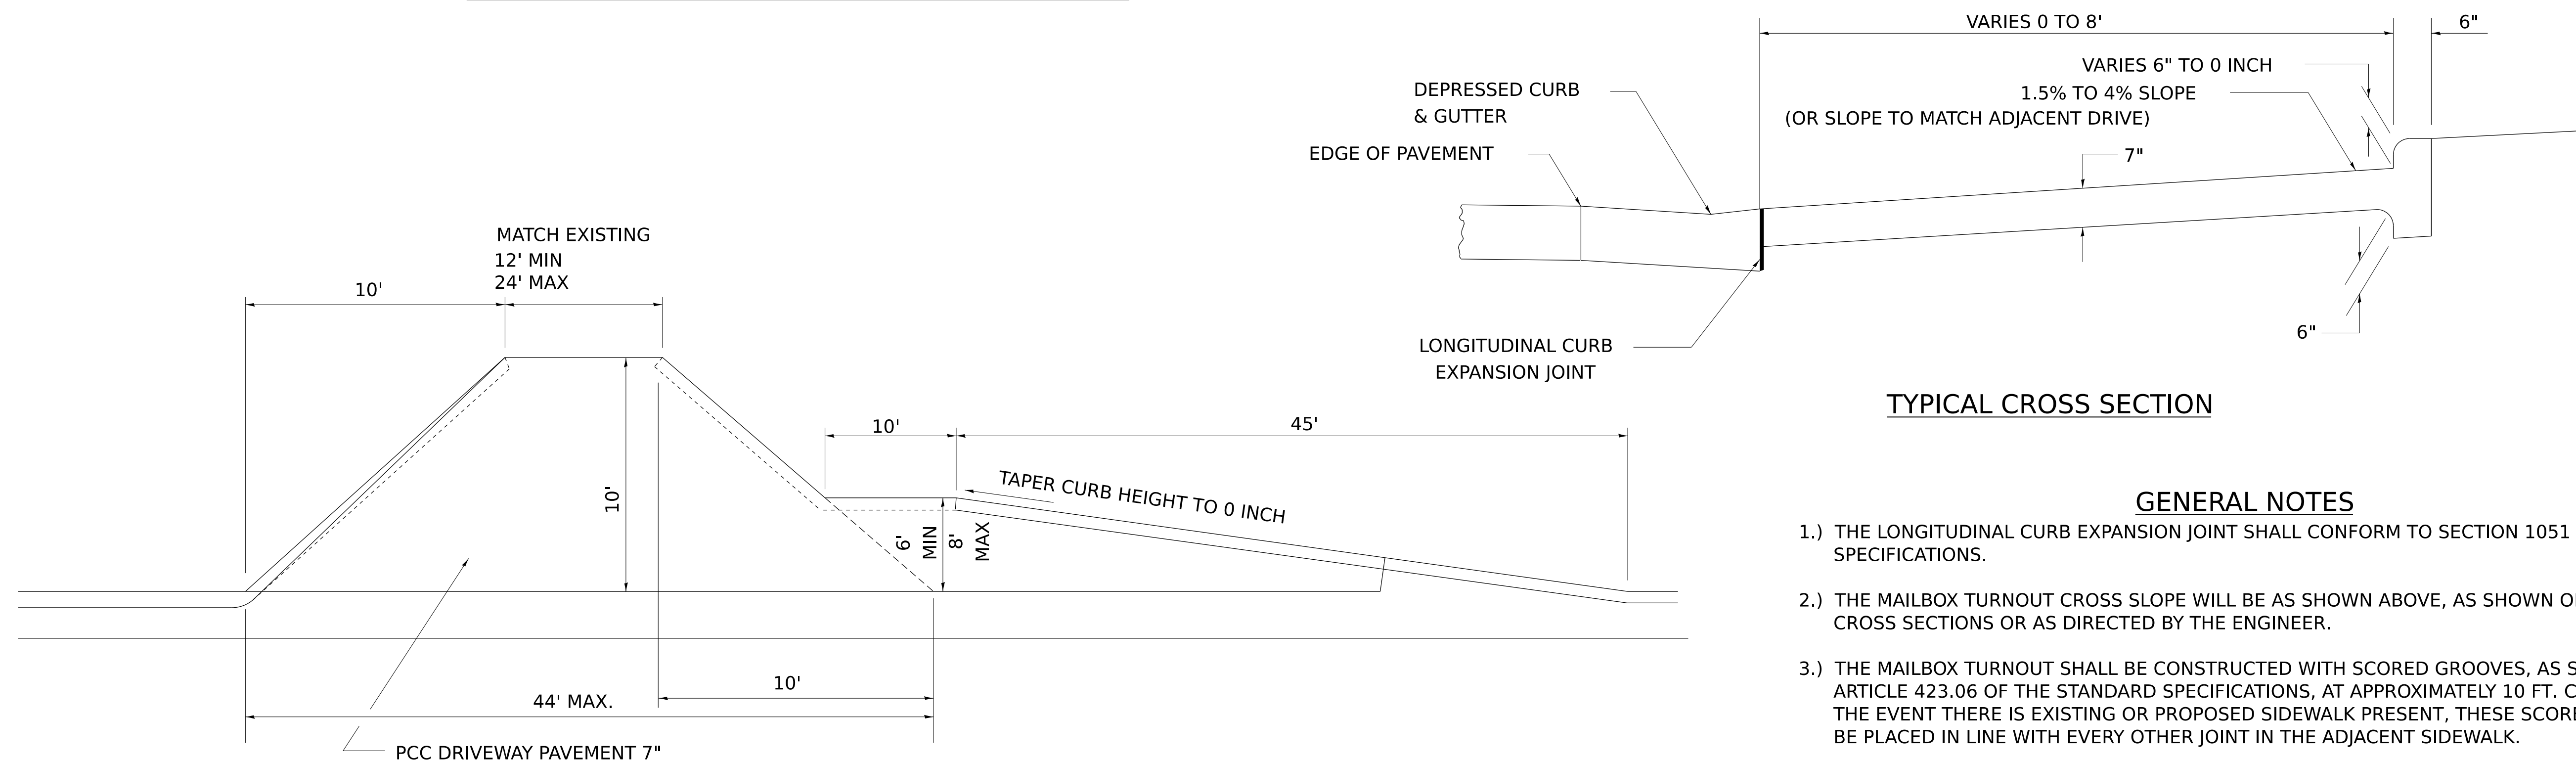 MATCH EXISTING
12' MIN
24' MAX
10'
10'
10'
45'
TAPER CURB HEIGHT TO 0 INCH
6'
MIN
8'
MAX
10'
44' MAX.
PCC DRIVEWAY PAVEMENT 7"
VARIES 0 TO 8'
6"
VARIES 6" TO 0 INCH
1.5% TO 4% SLOPE
(OR SLOPE TO MATCH ADJACENT DRIVE)
DEPRESSED CURB
& GUTTER
EDGE OF PAVEMENT
7"
6"
LONGITUDINAL CURB
EXPANSION JOINT
TYPICAL CROSS SECTION
GENERAL NOTES
1.) THE LONGITUDINAL CURB EXPANSION JOINT SHALL CONFORM TO SECTION 1051
SPECIFICATIONS.
2.) THE MAILBOX TURNOUT CROSS SLOPE WILL BE AS SHOWN ABOVE, AS SHOWN
CROSS SECTIONS OR AS DIRECTED BY THE ENGINEER.
3.) THE MAILBOX TURNOUT SHALL BE CONSTRUCTED WITH SCORED GROOVES, AS
ARTICLE 423.06 OF THE STANDARD SPECIFICATIONS, AT APPROXIMATELY 10 FT.
THE EVENT THERE IS EXISTING OR PROPOSED SIDEWALK PRESENT, THESE
BE PLACED IN LINE WITH EVERY OTHER JOINT IN THE ADJACENT SIDEWALK.